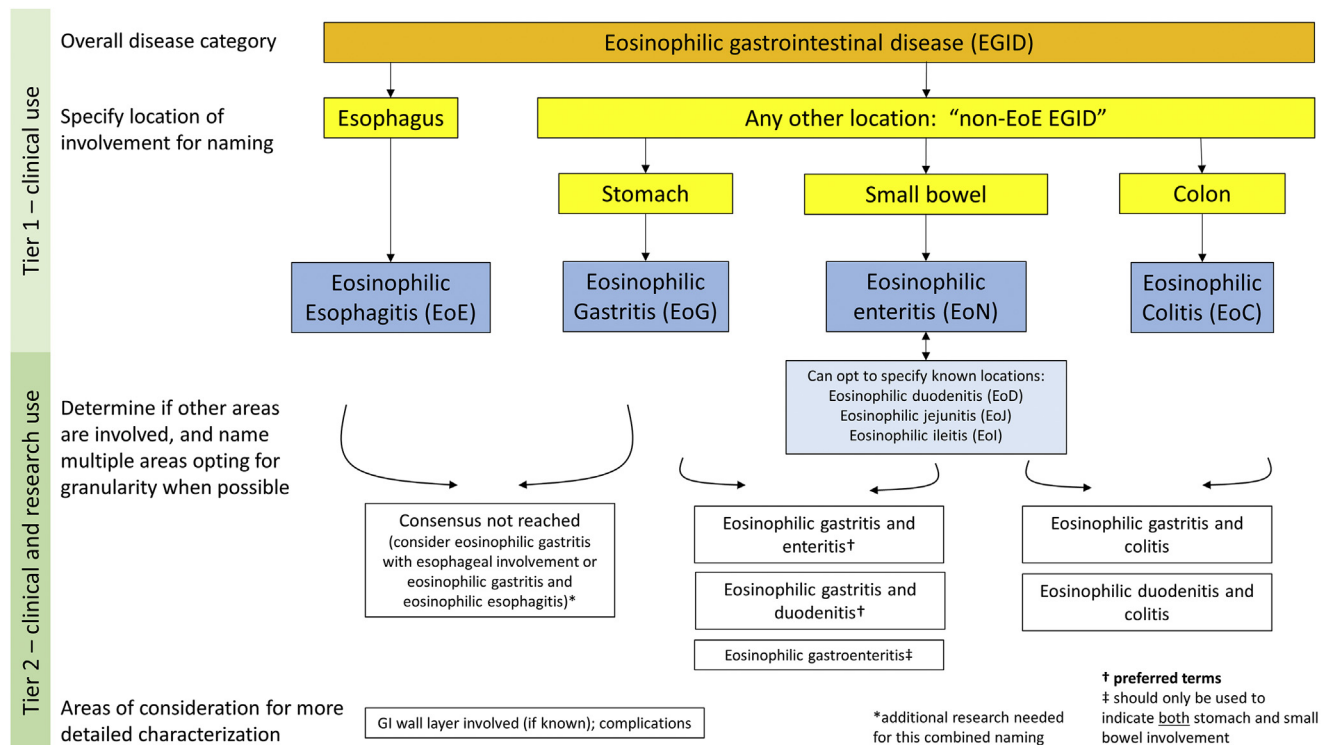 Tier 1 – clinical use
Overall disease category
Eosinophilic gastrointestinal disease (EGID)
Specify location of
involvement for naming
Esophagus
Any other location: “non-EoE EGID”
Stomach
Small bowel
Colon
Eosinophilic
Esophagitis (EoE)
Eosinophilic
Gastritis (EoG)
Eosinophilic
enteritis (EoN)
Eosinophilic
Colitis (EoC)
Tier 2 – clinical and research use
Can opt to specify known locations:
Eosinophilic duodenitis (EoD)
Eosinophilic jejunitis (EoJ)
Eosinophilic ileitis (EoI)
Determine if other areas
are involved, and name
multiple areas opting for
granularity when possible
Consensus not reached
(consider eosinophilic gastritis
with esophageal involvement or
eosinophilic gastritis and
eosinophilic esophagitis)*
Eosinophilic gastritis and
enteritis†
Eosinophilic gastritis and
duodenitis†
Eosinophilic gastroenteritis‡
Eosinophilic gastritis and
colitis
Eosinophilic duodenitis and
colitis
Areas of consideration for more
detailed characterization
GI wall layer involved (if known); complications
*additional research needed
for this combined naming
† preferred terms
‡ should only be used to
indicate both stomach and small
bowel involvement